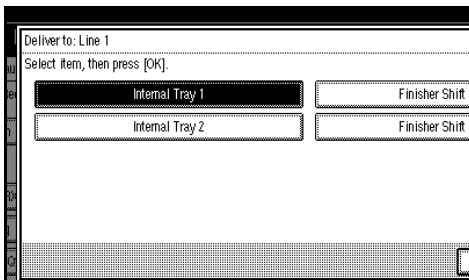 Deliver to: Line 1
Select item, then press [OK].
Internal Tray 1 Finisher Shift
Internal Tray 2 Finisher Shift